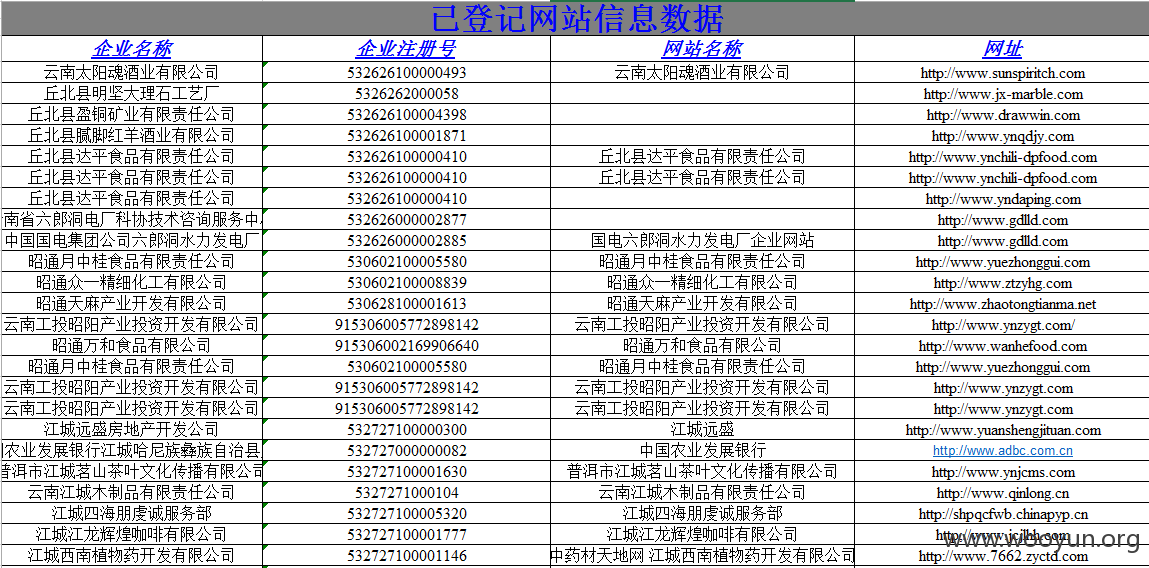 已登记网站信息数据
企业名称 企业注册号 网站名称 网址
云南太阳魂酒业有限公司 532626100000493 云南太阳魂酒业有限公司 http://www.sunspiritch.com
丘北县明坚大理石工艺厂 5326262000058 http://www.jx-marble.com
丘北县盈铜矿业有限责任公司 532626100004398 http://www.drawwin.com
丘北县腻脚红羊酒业有限公司 532626100001871 http://www.ynqdjy.com
丘北县达平食品有限责任公司 532626100000410 丘北县达平食品有限责任公司 http://www.ynchili-dpfood.com
丘北县达平食品有限责任公司 532626100000410 丘北县达平食品有限责任公司 http://www.ynchili-dpfood.com
丘北县达平食品有限责任公司 532626100000410 http://www.yndaping.com
南省六郎洞电厂科协技术咨询服务中 532626000002877 http://www.gdlld.com
中国国电集团公司六郎洞水力发电厂 532626000002885 国电六郎洞水力发电厂企业网站 http://www.gdlld.com
昭通月中桂食品有限责任公司 530602100005580 昭通月中桂食品有限责任公司 http://www.yuezhonggui.com
昭通众一精细化工有限公司 530602100008839 昭通众一精细化工有限公司 http://www.ztzyhg.com
昭通天麻产业开发有限公司 530628100001613 昭通天麻产业开发有限公司 http://www.zhaotongtianma.net
云南工投昭阳产业投资开发有限公司 915306005772898142 云南工投昭阳产业投资开发有限公司 http://www.ynzygt.com/
昭通万和食品有限公司 915306002169906640 昭通万和食品有限公司 http://www.wanhefood.com
昭通月中桂食品有限责任公司 530602100005580 昭通月中桂食品有限责任公司 http://www.yuezhonggui.com
云南工投昭阳产业投资开发有限公司 915306005772898142 云南工投昭阳产业投资开发有限公司 http://www.ynzygt.com
云南工投昭阳产业投资开发有限公司 915306005772898142 云南工投昭阳产业投资开发有限公司 http://www.ynzygt.com
江城远盛房地产开发公司 532727100000300 江城远盛 http://www.yuanshengjituan.com
农业发展银行江城哈尼族彝族自治县 532727000000082 中国农业发展银行 http://www.adbc.com.cn
普洱市江城茗山茶叶文化传播有限公司 532727100001630 普洱市江城茗山茶叶文化传播有限公司 http://www.ynjcms.com
云南江城木制品有限责任公司 5327271000104 云南江城木制品有限责任公司 http://www.qinlong.cn
江城四海朋虔诚服务部 532727100005320 江城四海朋虔诚服务部 http://shpqcfwb.chinapyp.cn
江城江龙辉煌咖啡有限公司 532727100001777 江城江龙辉煌咖啡有限公司 http://www.jcjlhh.com
江城西南植物药开发有限公司 532727100001146 中药材天地网 江城西南植物药开发有限公司 http://www.7662.zyctd.com
www.wooyun.org